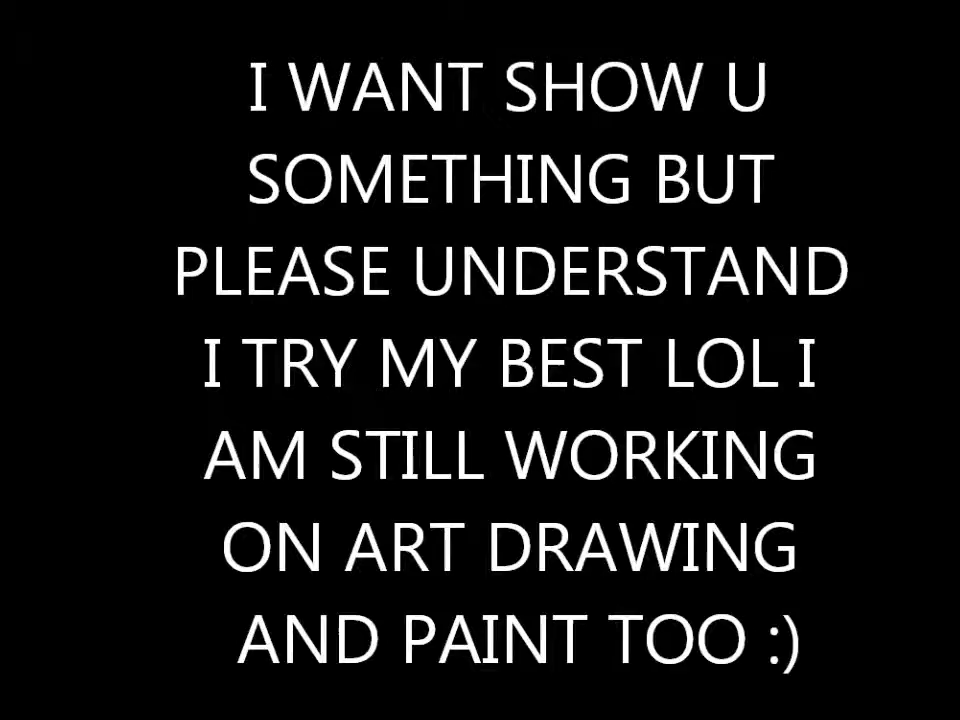 I WANT SHOW U
SOMETHING BUT
PLEASE UNDERSTAND
I TRY MY BEST LOL I
AM STILL WORKING
ON ART DRAWING
AND PAINT TOO :)